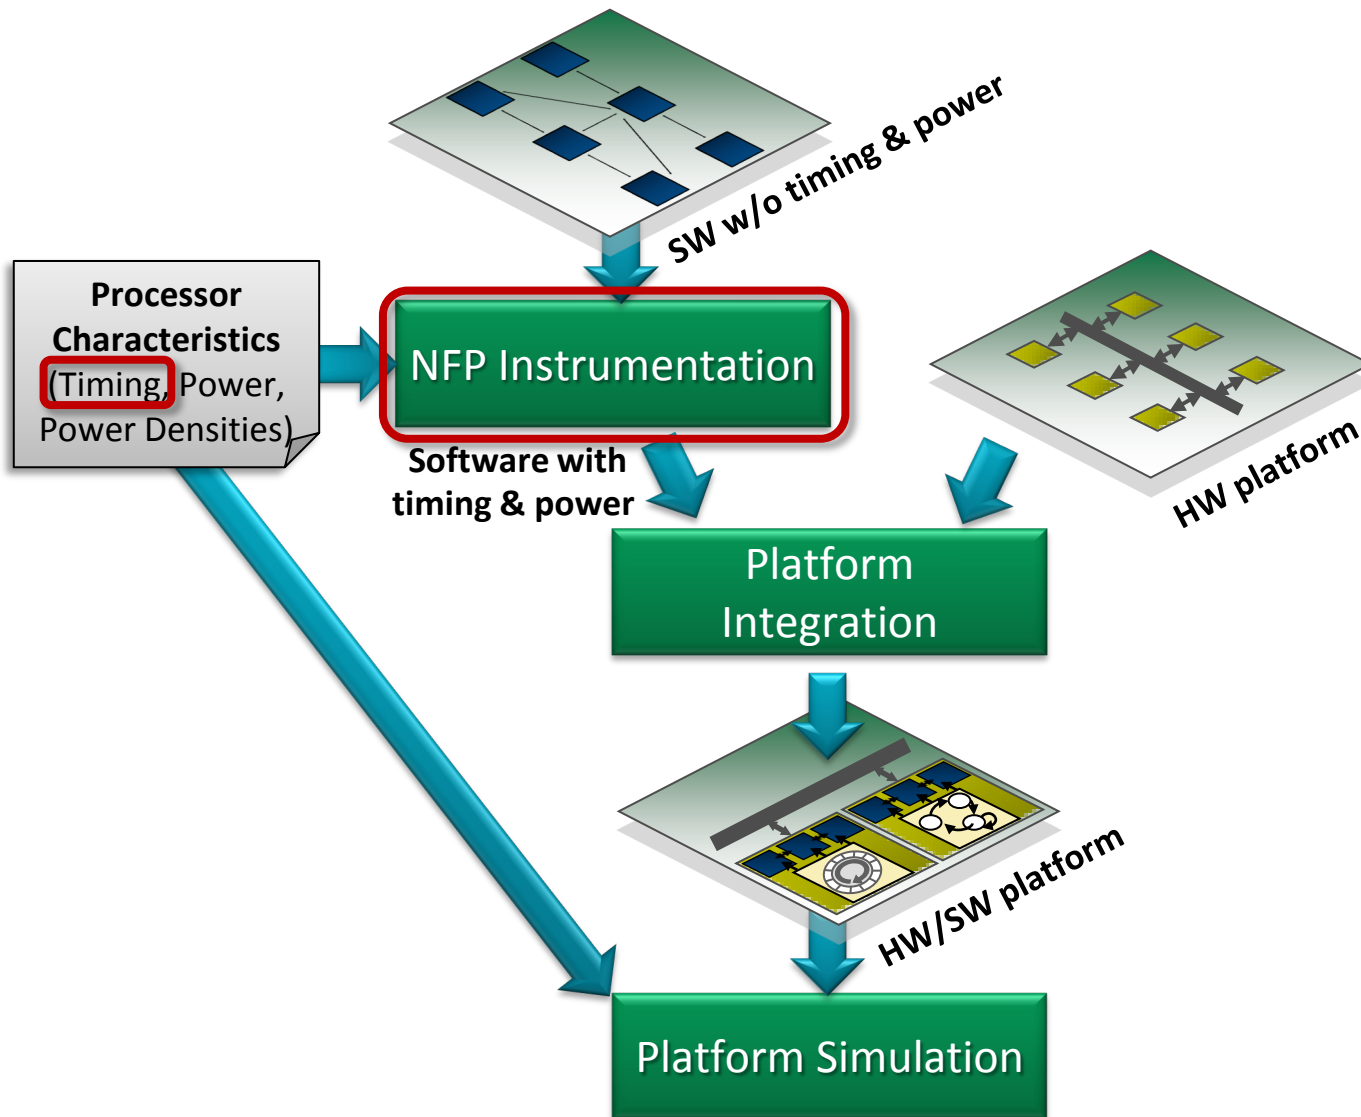 SW w/o timing & power
Processor
Characteristics
(Timing, Power,
Power Densities)
NFP Instrumentation
Software with
timing & power
HW platform
Platform
Integration
HW/SW platform
Platform Simulation